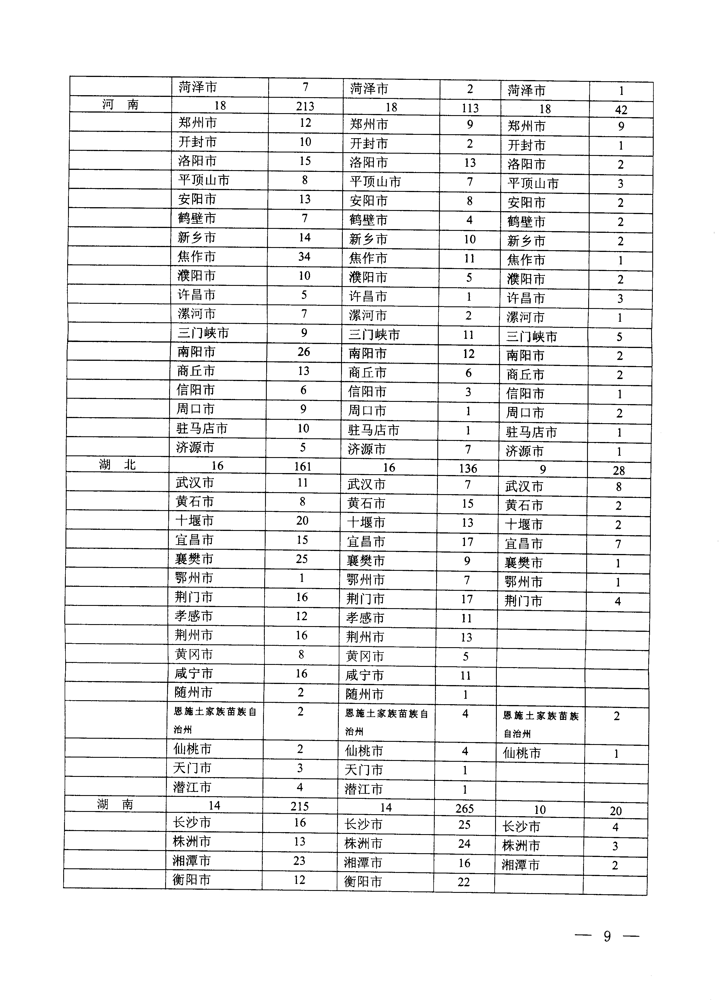 菏泽市 7 菏泽市 2 菏泽市 1
河 南 18 213 18 113 18 42
郑州市 12 郑州市 9 郑州市 9
开封市 10 开封市 2 开封市 1
洛阳市 15 洛阳市 13 洛阳市 2
平顶山市 8 平顶山市 7 平顶山市 3
安阳市 13 安阳市 8 安阳市 2
鹤壁市 7 鹤壁市 4 鹤壁市 2
新乡市 14 新乡市 10 新乡市 2
焦作市 34 焦作市 11 焦作市 1
濮阳市 10 濮阳市 5 濮阳市 2
许昌市 5 许昌市 1 许昌市 3
漯河市 7 漯河市 2 漯河市 1
三门峡市 9 三门峡市 11 三门峡市 5
南阳市 26 南阳市 12 南阳市 2
商丘市 13 商丘市 6 商丘市 2
信阳市 6 信阳市 3 信阳市 1
周口市 9 周口市 1 周口市 2
驻马店市 10 驻马店市 1 驻马店市 1
济源市 5 济源市 7 济源市 1
湖 北 16 161 16 136 9 28
武汉市 11 武汉市 7 武汉市 8
黄石市 8 黄石市 15 黄石市 2
十堰市 20 十堰市 13 十堰市 2
宜昌市 15 宜昌市 17 宜昌市 7
襄樊市 25 襄樊市 9 襄樊市 1
鄂州市 1 鄂州市 7 鄂州市 1
荆门市 16 荆门市 17 荆门市 4
孝感市 12 孝感市 11
荆州市 16 荆州市 13
黄冈市 8 黄冈市 5
咸宁市 16 咸宁市 11
随州市 2 随州市 1
恩施土家族苗族自 2 恩施土家族苗族自 4 恩施土家族苗族 2
治州 治州 自治州
仙桃市 2 仙桃市 4 仙桃市 1
天门市 3 天门市 1
潜江市 4 潜江市 1
湖 南 14 215 14 265 10 20
长沙市 16 长沙市 25 长沙市 4
株洲市 13 株洲市 24 株洲市 3
湘潭市 23 湘潭市 16 湘潭市 2
衡阳市 12 衡阳市 22
— 9 —